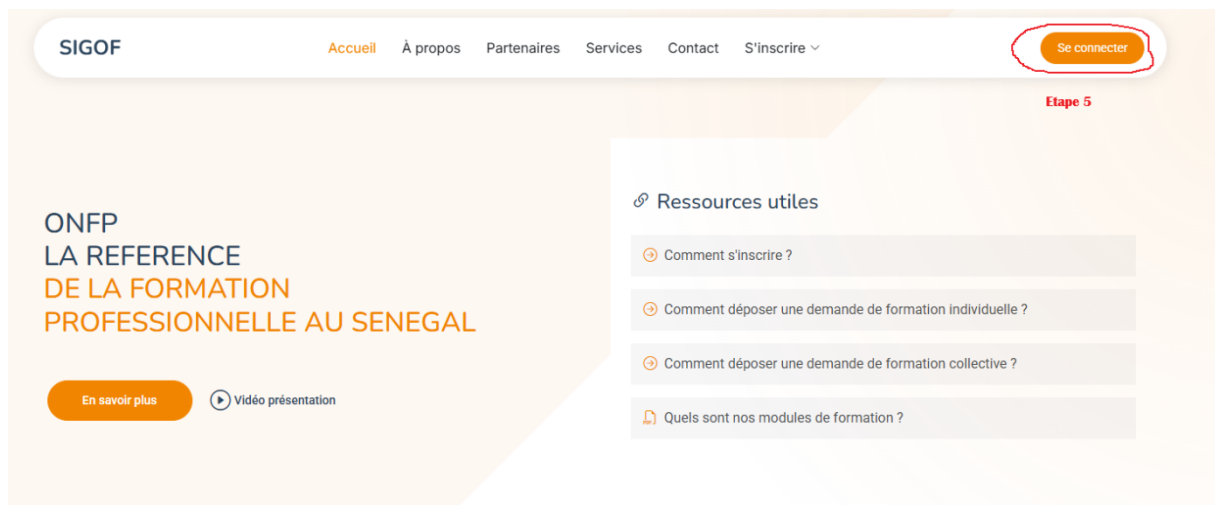 SIGOF
Accueil À propos Partenaires Services Contact S'inscrire
Se connecter
Etape 5
ONFP
LA REFERENCE
DE LA FORMATION
PROFESSIONNELLE AU SENEGAL
En savoir plus
Vidéo présentation
Ressources utiles
Comment s'inscrire ?
Comment déposer une demande de formation individuelle ?
Comment déposer une demande de formation collective ?
Quels sont nos modules de formation ?